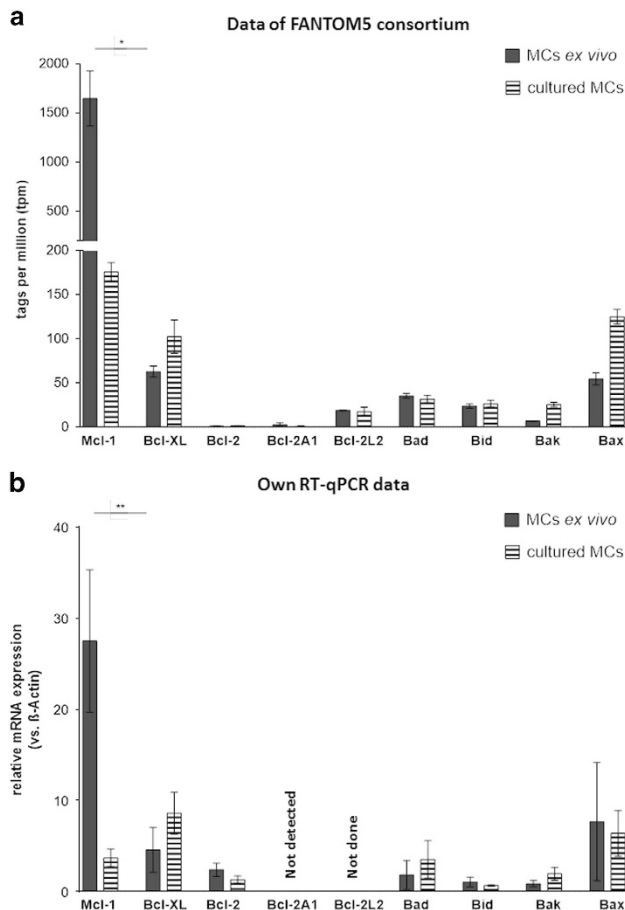 a
Data of FANTOM5 consortium
*
MCs ex vivo
cultured MCs
2000
1500
1000
500
200
150
100
50
0
tags per million (tpm)
Mcl-1 Bcl-XL Bcl-2 Bcl-2A1 Bcl-2L2 Bad Bid Bak Bax
b
Own RT-qPCR data
**
MCs ex vivo
cultured MCs
40
30
20
10
0
relative mRNA expression
(vs. ß-Actin)
Not detected
Not done
Mcl-1 Bcl-XL Bcl-2 Bcl-2A1 Bcl-2L2 Bad Bid Bak Bax